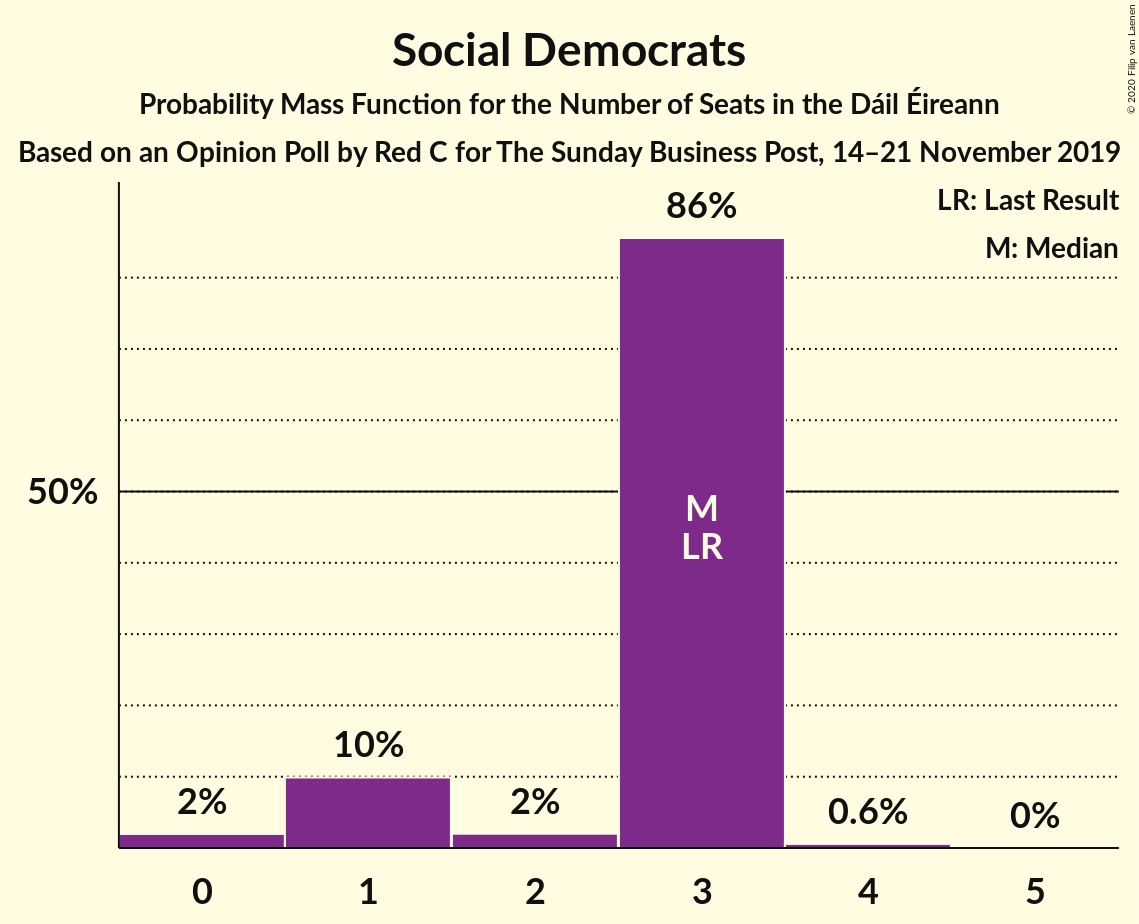 Social Democrats
Probability Mass Function for the Number of Seats in the Dáil Éireann
Based on an Opinion Poll by Red C for The Sunday Business Post, 14–21 November 2019
© 2020 Filip van Laenen
LR: Last Result
M: Median
86%
50%
M
LR
10%
2%
2%
0.6%
0%
0 1 2 3 4 5